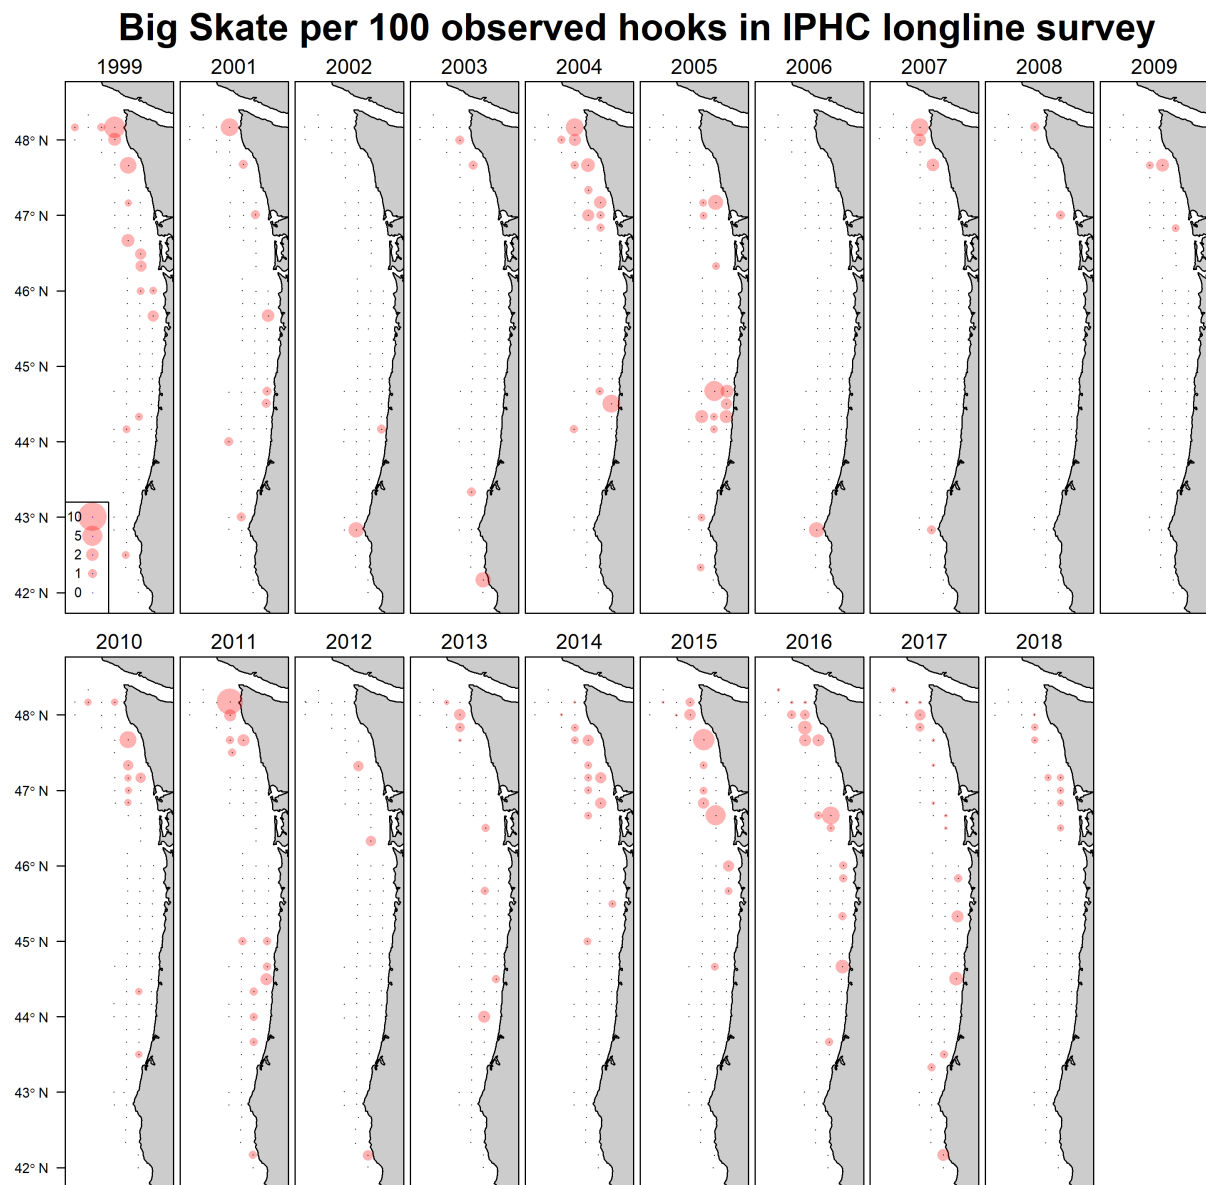 Big Skate per 100 observed hooks in IPHC longline survey
1999 2001 2002 2003 2004 2005 2006 2007 2008 2009
48° N
47° N
46° N
45° N
44° N
43° N
42° N
10
5
2
1
0
2010 2011 2012 2013 2014 2015 2016 2017 2018
48° N
47° N
46° N
45° N
44° N
43° N
42° N